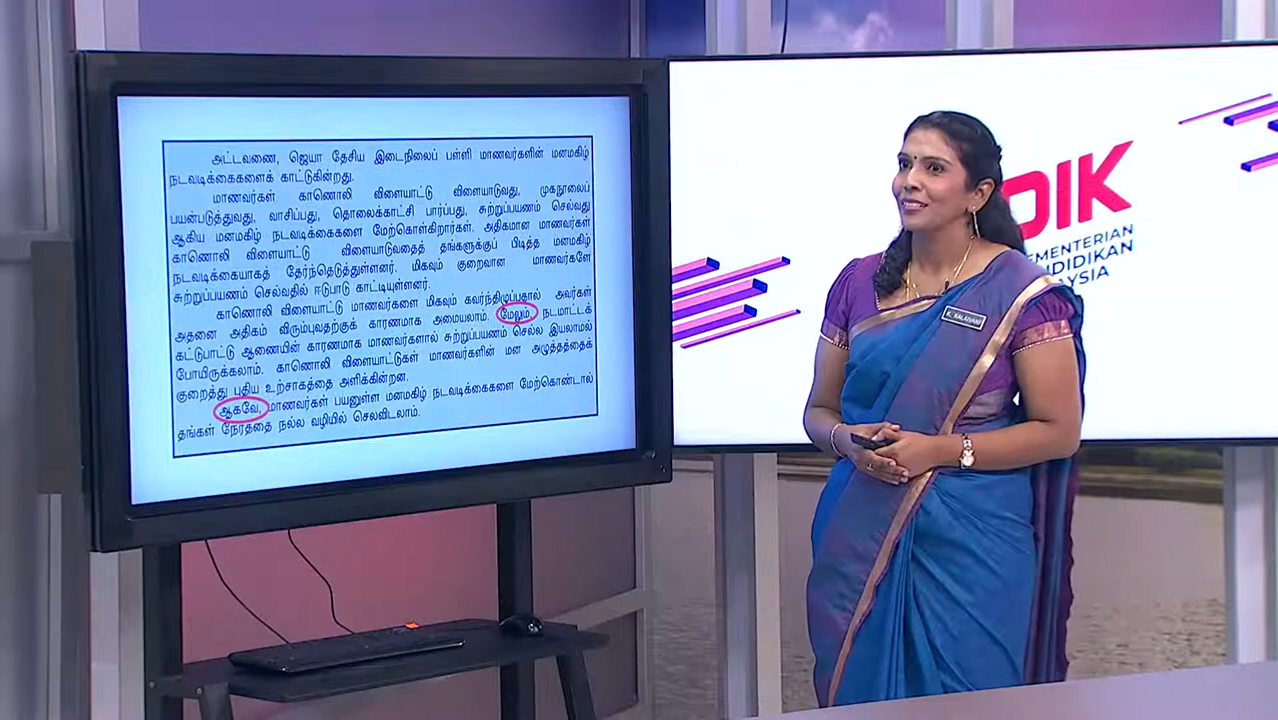 அட்டவணை, ஜெயா தேசிய இடைநிலைப் பள்ளி மாணவர்களின் மனமகிழ்
நடவடிக்கைகளைக் காட்டுகின்றது.
மாணவர்கள் காணொலி விளையாட்டு விளையாடுவது, முகநூலைப்
பயன்படுத்துவது, வாசிப்பது, தொலைக்காட்சி பார்ப்பது, சுற்றுப்பயணம் செல்வது
ஆகிய மனமகிழ் நடவடிக்கைகளை மேற்கொள்கிறார்கள். அதிகமான மாணவர்கள்
காணொலி விளையாட்டு விளையாடுவதைத் தங்களுக்குப் பிடித்த மனமகிழ்
நடவடிக்கையாகத் தேர்ந்தெடுத்துள்ளனர். மிகவும் குறைவான மாணவர்களே
சுற்றுப்பயணம் செல்வதில் ஈடுபாடு காட்டியுள்ளனர்.
காணொலி விளையாட்டு மாணவர்களை மிகவும் கவர்ந்திழுப்பதால் அவர்கள்
அதனை அதிகம் விரும்புவதற்குக் காரணமாக அமையலாம். மேலும், நடமாட்டக்
கட்டுபாட்டு ஆணையின் காரணமாக மாணவர்களால் சுற்றுப்பயணம் செல்ல இயலாமல்
போயிருக்கலாம். காணொலி விளையாட்டுகள் மாணவர்களின் மன அழுத்தத்தைக்
குறைத்து புதிய உற்சாகத்தை அளிக்கின்றன.
ஆகவே, மாணவர்கள் பயனுள்ள மனமகிழ் நடவடிக்கைகளை மேற்கொண்டால்
தங்கள் நேரத்தை நல்ல வழியில் செலவிடலாம்.
DIK
KEMENTERIAN
PENDIDIKAN
MALAYSIA
K. KALAIVANI